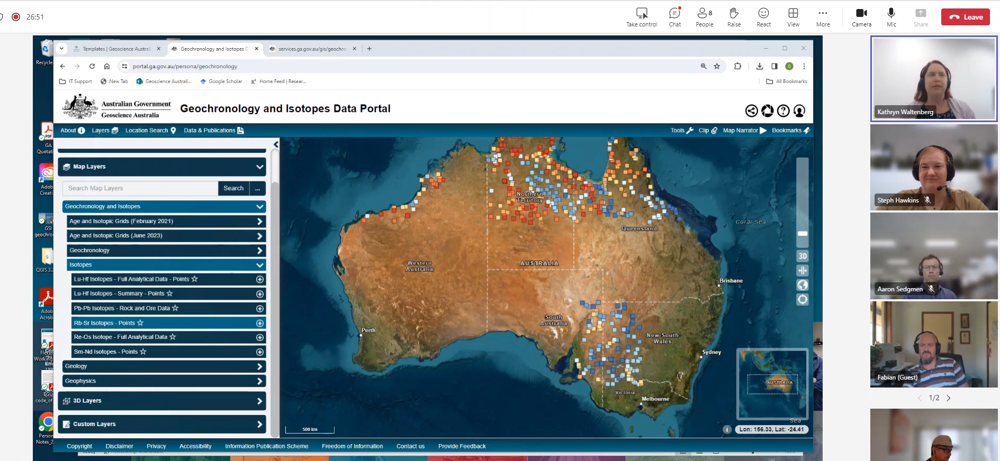 26:51
Take control
Chat
8
People
Raise
React
View
More
Camera
Mic
Share
Leave
Recycle
Templates | Geoscience Australi
Geochronology and Isotopes D
services.ga.gov.au/gis/geochro
portal.ga.gov.au/persona/geochronology
IT Support
New Tab
Geoscience Australi...
Google Scholar
Home Feed | Resear...
All Bookmarks
Australian Government
Geoscience Australia
Geochronology and Isotopes Data Portal
About
Layers
Location Search
Data & Publications
Tools
Clip
Map Narrator
Bookmarks
Map Layers
Search Map Layers
Search
...
Geochronology and Isotopes
Age and Isotopic Grids (February 2021)
Age and Isotopic Grids (June 2023)
Geochronology
Isotopes
Lu-Hf Isotopes - Full Analytical Data - Points
Lu-Hf Isotopes - Summary - Points
Pb-Pb Isotopes - Rock and Ore Data
Rb-Sr Isotopes - Points
Re-Os Isotope - Full Analytical Data
Sm-Nd Isotopes - Points
Geology
Geophysics
3D Layers
Custom Layers
GA
Quotati
Adob
Creati
GSI
geochro
QGIS 3.2
Adob
Acrob
Working
code_of_
Person
Notes_2
Northern
Territory
Queensland
Coral Sea
Western
Australia
AUSTRALIA
Brisbane
South
Australia
Perth
New South
Wales
Sydney
Victoria
Melbourne
3D
AUSTRALIA
Sea
500 km
Lon: 156.33, Lat: -24.41
Copyright
Disclaimer
Privacy
Accessibility
Information Publication Scheme
Freedom of Information
Contact us
Provide Feedback
Kathryn Waltenberg
Steph Hawkins
Aaron Sedgmen
Fabian (Guest)
1/2